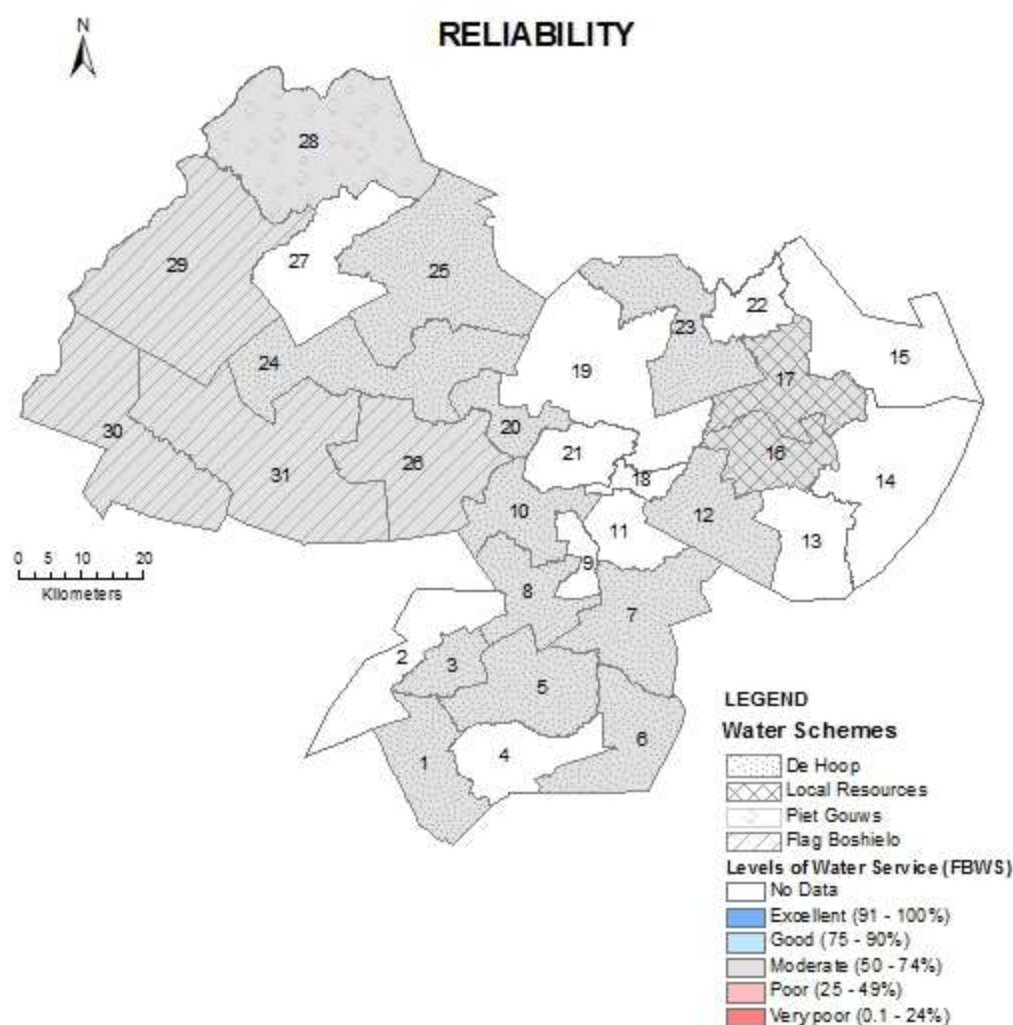 RELIABILITY
N
28
27
29
25
22
23
15
24
19
17
30
20
31
26
21
16
18
14
10
12
11
13
9
8
7
2
3
5
6
4
1
0 5 10 20
Kilometers
LEGEND
Water Schemes
De Hoop
Local Resources
Piet Gouws
Flag Boshielo
Levels of Water Service (FBWS)
No Data
Excellent (91 - 100%)
Good (75 - 90%)
Moderate (50 - 74%)
Poor (25 - 49%)
Very poor (0.1 - 24%)